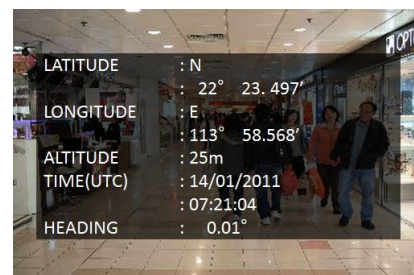 OPT
LATITUDE : N
: 22° 23.497'
LONGITUDE : E
: 113° 58.568'
ALTITUDE : 25m
TIME(UTC) : 14/01/2011
: 07:21:04
HEADING : 0.01°